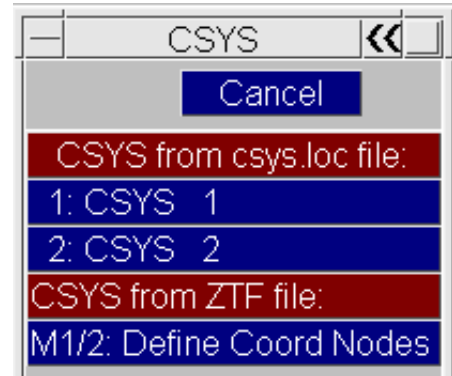 CSYS <<
Cancel
CSYS from csys.loc file:
1: CSYS 1
2: CSYS 2
CSYS from ZTF file:
M1/2: Define Coord Nodes